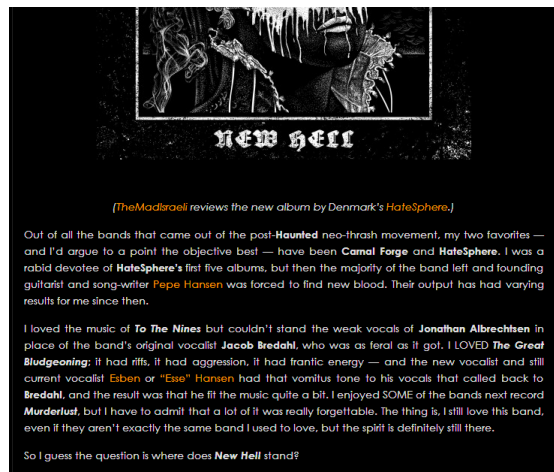 NEW HELL
(TheMadIsraeli reviews the new album by Denmark's HateSphere.)
Out of all the bands that came out of the post-Haunted neo-thrash movement, my two favorites —
and I'd argue to a point the objective best — have been Carnal Forge and HateSphere. I was a
rabid devotee of HateSphere's first five albums, but then the majority of the band left and founding
guitarist and song-writer Pepe Hansen was forced to find new blood. Their output has had varying
results for me since then.
I loved the music of To The Nines but couldn't stand the weak vocals of Jonathan Albrechtsen in
place of the band's original vocalist Jacob Bredahl, who was as feral as it got. I LOVED The Great
Bludgeoning; it had riffs, it had aggression, it had frantic energy — and the new vocalist and still
current vocalist Esben or "Esse" Hansen had that vomitus tone to his vocals that called back to
Bredahl, and the result was that he fit the music quite a bit. I enjoyed SOME of the bands next record
Murderlust, but I have to admit that a lot of it was really forgettable. The thing is, I still love this band,
even if they aren't exactly the same band I used to love, but the spirit is definitely still there.
So I guess the question is where does New Hell stand?